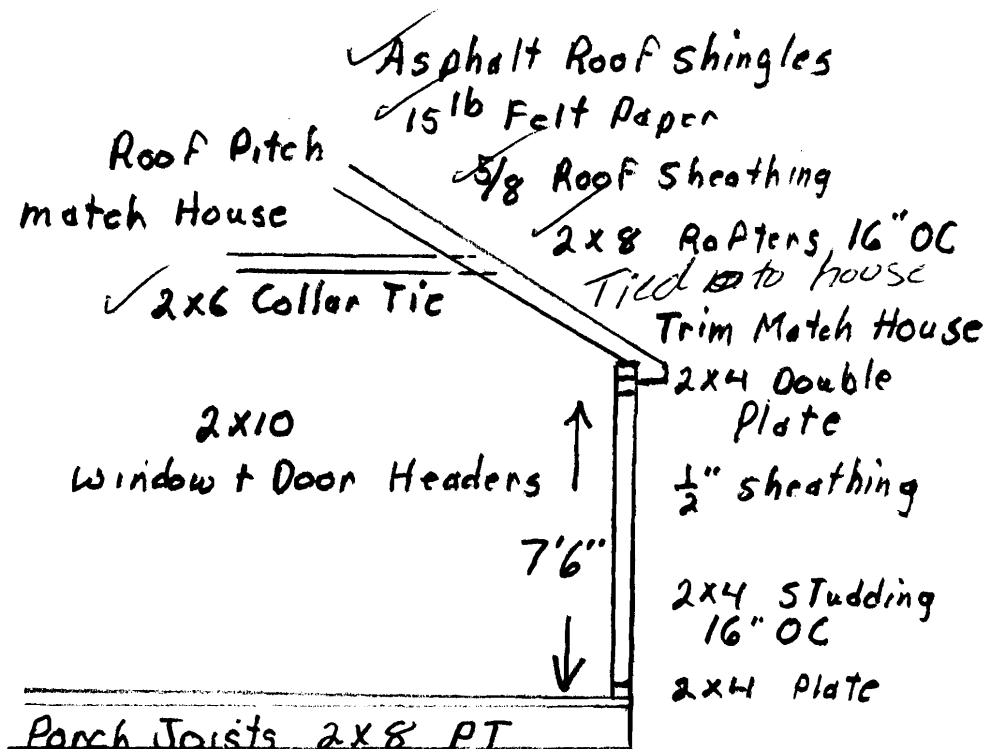 Asphalt Roof Shingles
15 lb Felt Paper
5/8 Roof Sheathing
Roof Pitch
match House
2x8 Rafters, 16" OC
Tied to house
2x6 Collar Tie
Trim Match House
2x4 Double
Plate
2x10
Window + Door Headers
1/2" sheathing
7'6"
2x4 Studding
16" OC
2x4 Plate
Porch Joists 2x8 PT